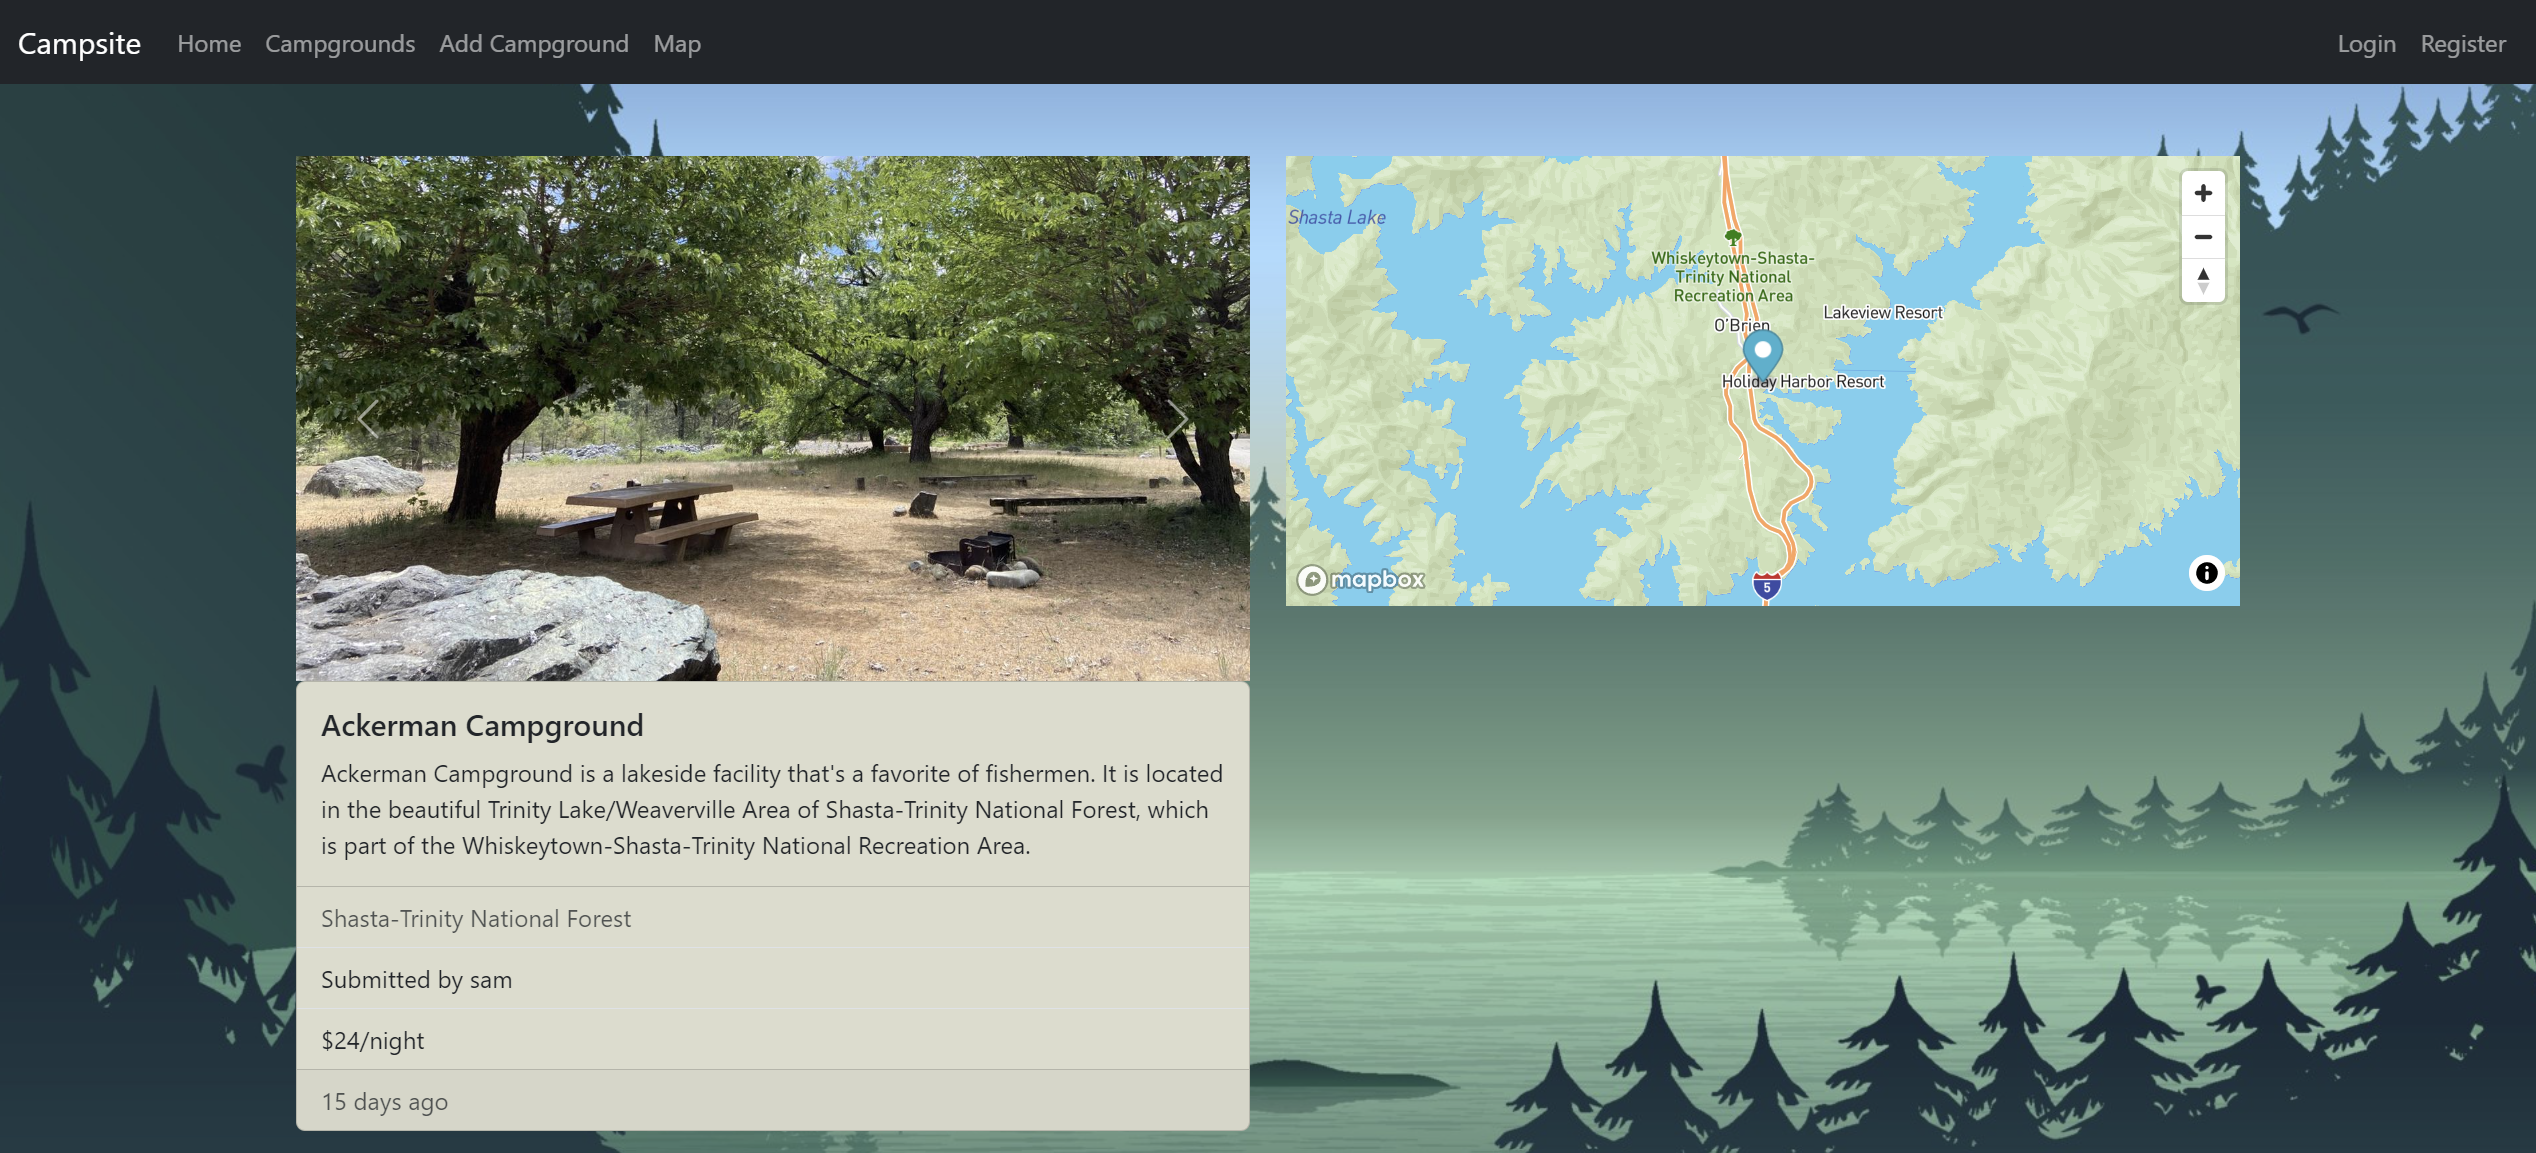 Campsite Home Campgrounds Add Campground Map Login Register
Shasta Lake
Whiskeytown-Shasta-
Trinity National
Recreation Area
Lakeview Resort
O'Brien
Holiday Harbor Resort
mapbox
5
Ackerman Campground
Ackerman Campground is a lakeside facility that's a favorite of fishermen. It is located
in the beautiful Trinity Lake/Weaverville Area of Shasta-Trinity National Forest, which
is part of the Whiskeytown-Shasta-Trinity National Recreation Area.
Shasta-Trinity National Forest
Submitted by sam
$24/night
15 days ago